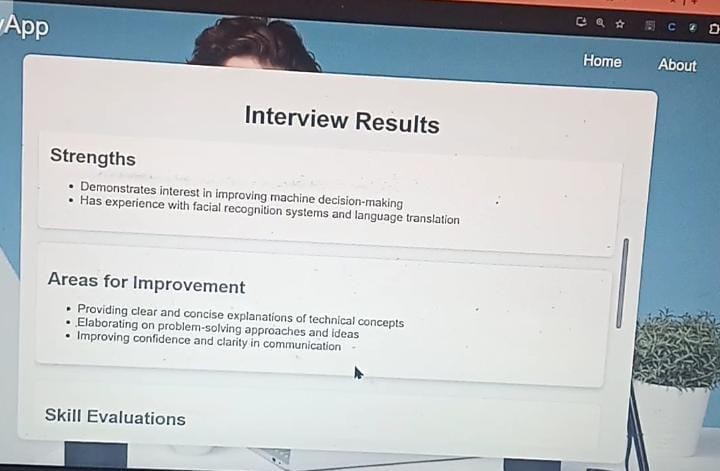 App
Home
About
Interview Results
Strengths
• Demonstrates interest in improving machine decision-making
• Has experience with facial recognition systems and language translation
Areas for Improvement
• Providing clear and concise explanations of technical concepts
• Elaborating on problem-solving approaches and ideas
• Improving confidence and clarity in communication
Skill Evaluations